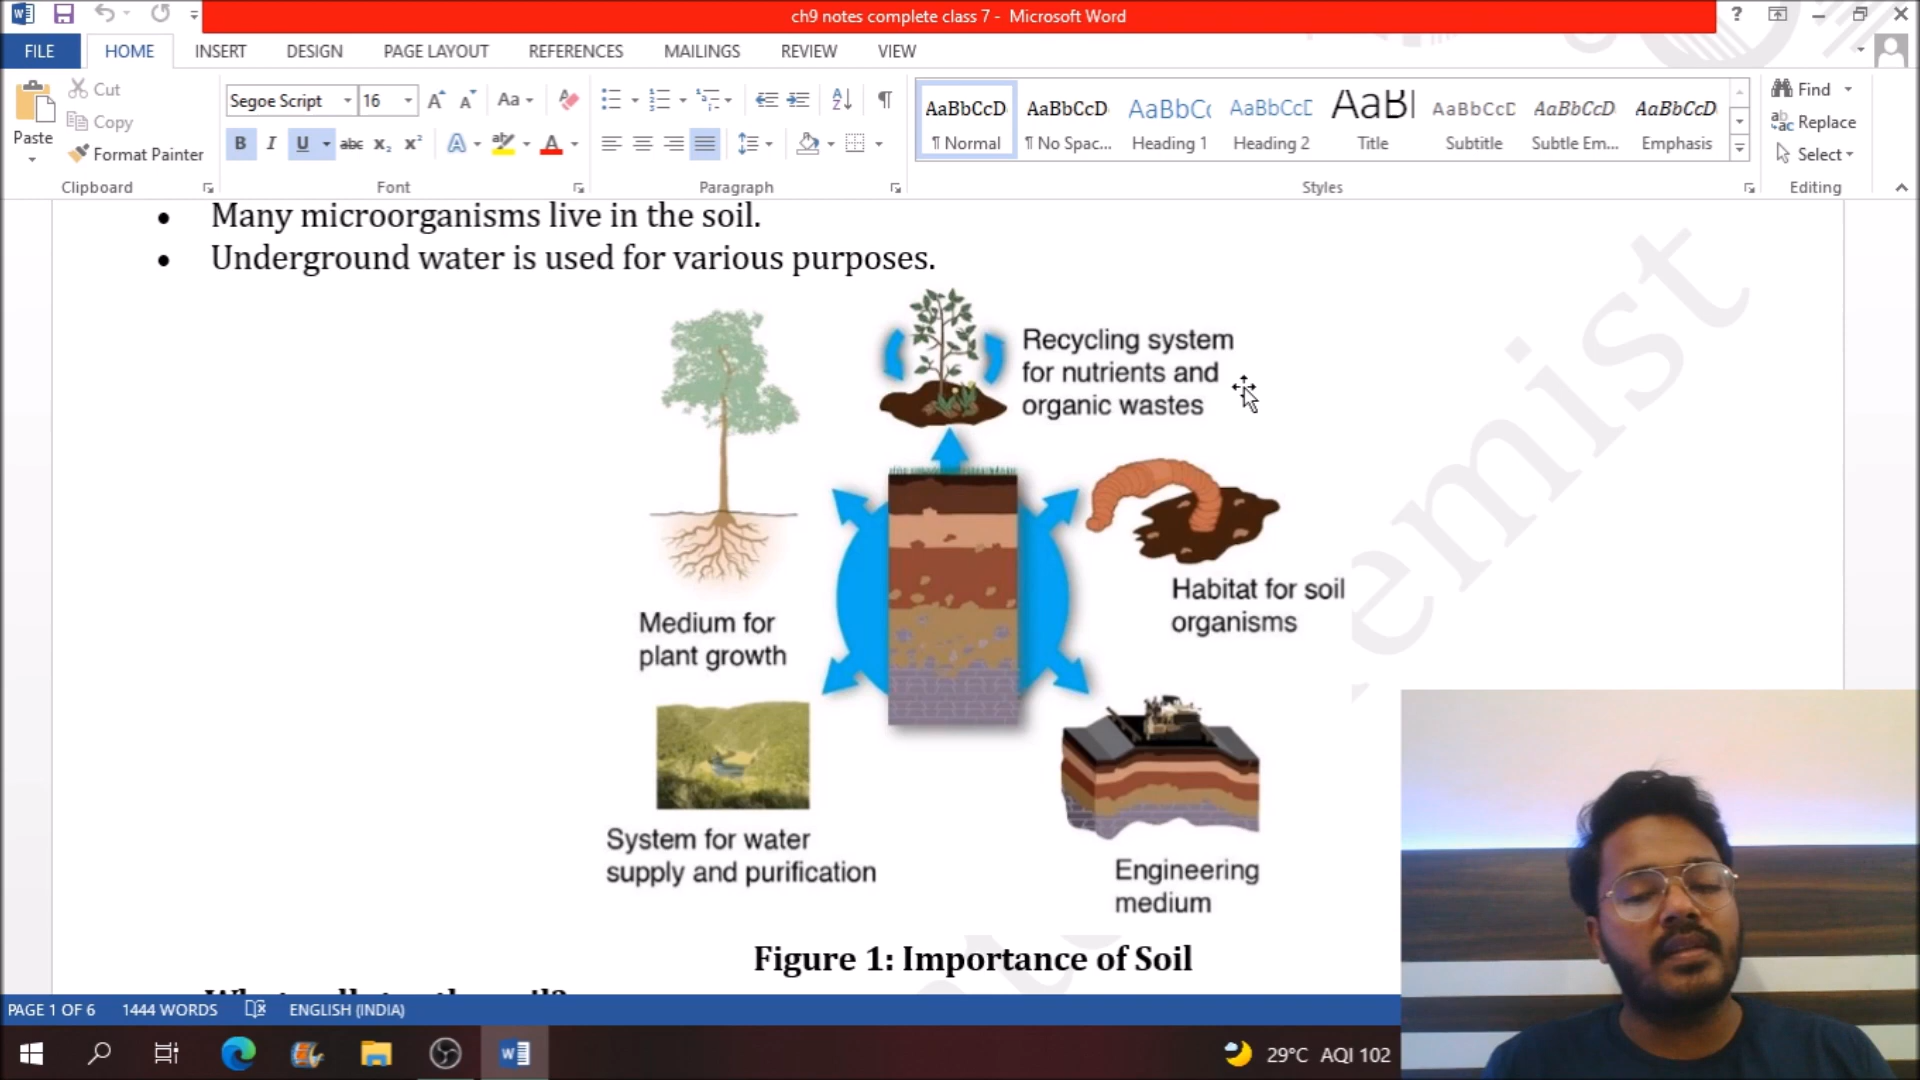 ch9 notes complete class 7 - Microsoft Word
FILE HOME INSERT DESIGN PAGE LAYOUT REFERENCES MAILINGS REVIEW VIEW
Paste
Cut
Copy
Format Painter
Clipboard
Segoe Script 16
Font
Paragraph
AaBbCcD AaBbCcD AaBbC AaBbCcD AaBl AaBbCcD AaBbCcD AaBbCcD
¶ Normal ¶ No Spac... Heading 1 Heading 2 Title Subtitle Subtle Em... Emphasis
Styles
Find
Replace
Select
Editing
• Many microorganisms live in the soil.
• Underground water is used for various purposes.
Recycling system
for nutrients and
organic wastes
Habitat for soil
organisms
Medium for
plant growth
System for water
supply and purification
Engineering
medium
Figure 1: Importance of Soil
PAGE 1 OF 6 1444 WORDS ENGLISH (INDIA)
29°C AQI 102